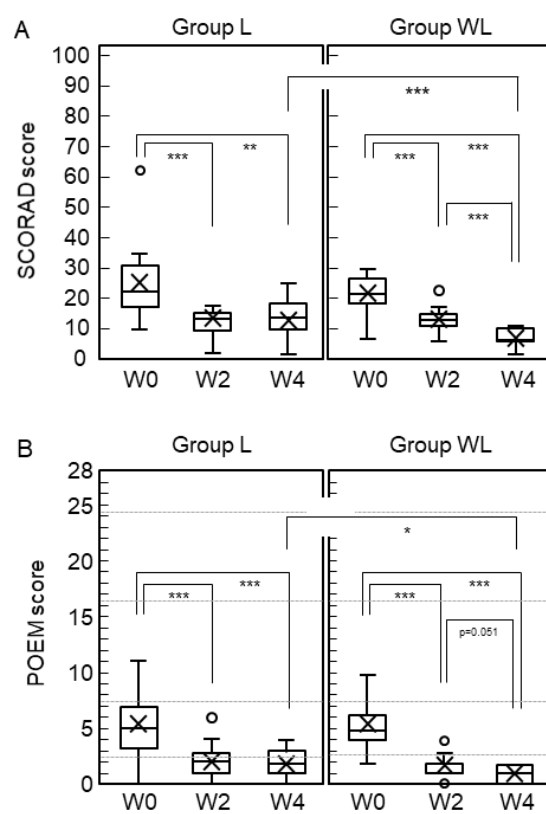 A
Group L Group WL
SCORAD score
100
90
80
70
60
50
40
30
20
10
0
***
*** ** *** ***
***
W0 W2 W4 W0 W2 W4
B
Group L Group WL
POEM score
28
25
20
15
10
5
0
*
*** *** *** ***
p=0.051
W0 W2 W4 W0 W2 W4